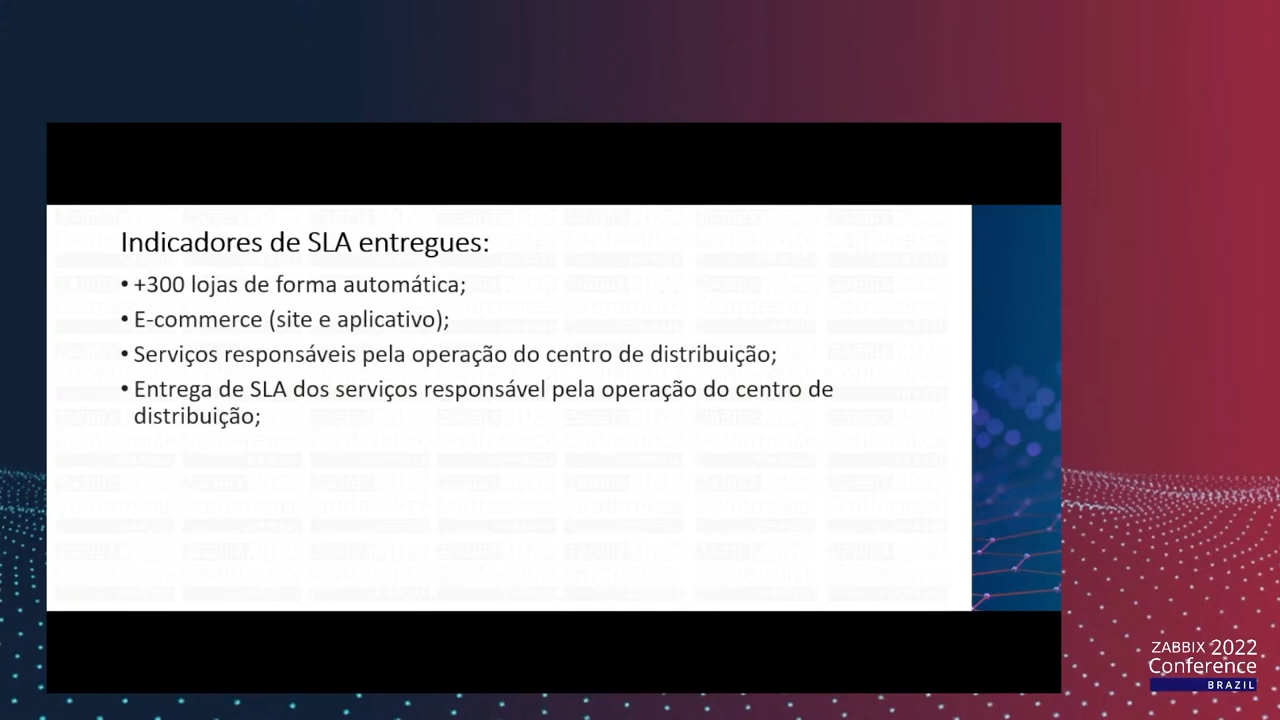 Indicadores de SLA entregues:
• +300 lojas de forma automática;
• E-commerce (site e aplicativo);
• Serviços responsáveis pela operação do centro de distribuição;
• Entrega de SLA dos serviços responsável pela operação do centro de
distribuição;
ZABBIX 2022
Conference
BRAZIL